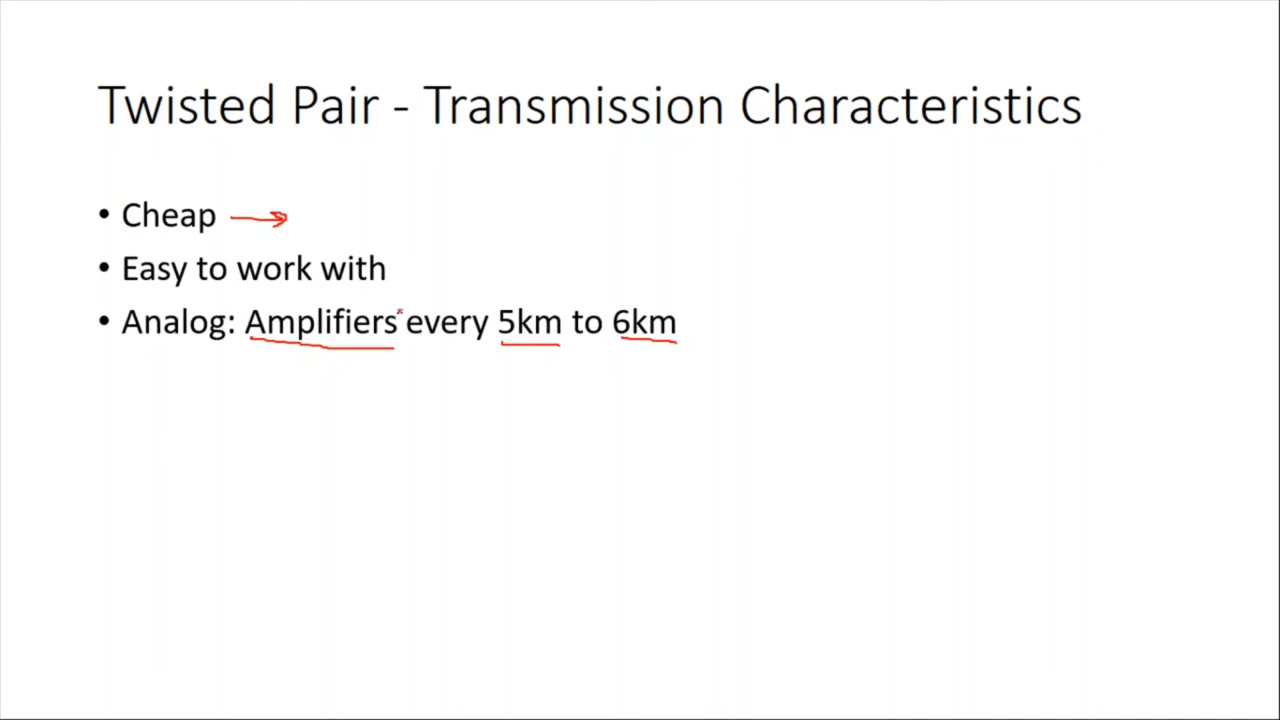 Twisted Pair - Transmission Characteristics
• Cheap →
• Easy to work with
• Analog: Amplifiers every 5km to 6km